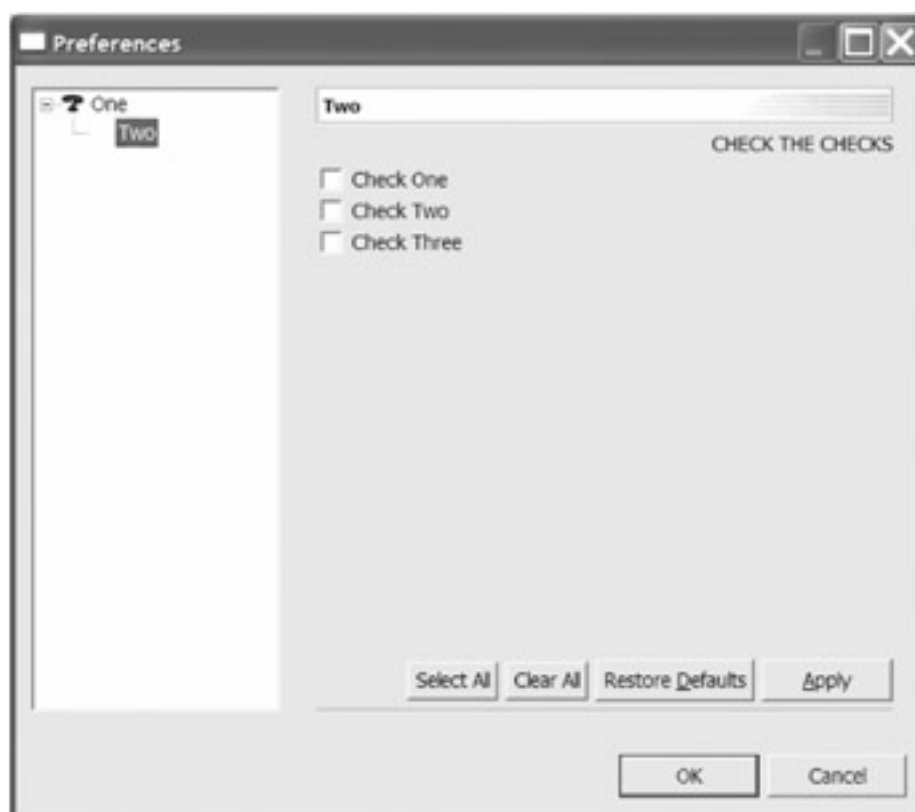 Preferences
One
Two
Two
CHECK THE CHECKS
Check One
Check Two
Check Three
Select All Clear All Restore Defaults Apply
OK Cancel